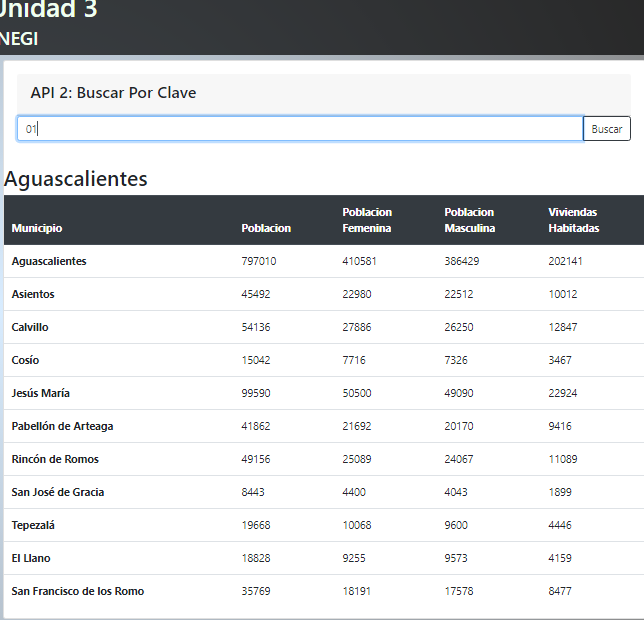 Unidad 3
INEGI
API 2: Buscar Por Clave
01
Buscar
Aguascalientes
Municipio Poblacion Poblacion Femenina Poblacion Masculina Viviendas Habitadas
Aguascalientes 797010 410581 386429 202141
Asientos 45492 22980 22512 10012
Calvillo 54136 27886 26250 12847
Cosío 15042 7716 7326 3467
Jesús María 99590 50500 49090 22924
Pabellón de Arteaga 41862 21692 20170 9416
Rincón de Romos 49156 25089 24067 11089
San José de Gracia 8443 4400 4043 1899
Tepezalá 19668 10068 9600 4446
El Llano 18828 9255 9573 4159
San Francisco de los Romo 35769 18191 17578 8477